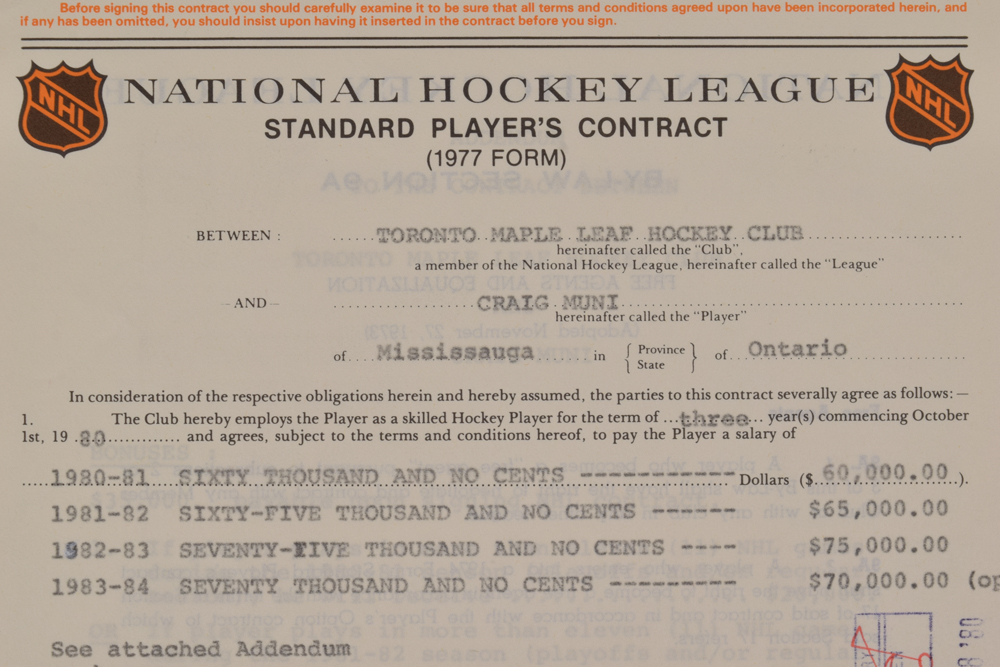 Before signing this contract you should carefully examine it to be sure that all terms and conditions agreed upon have been incorporated herein, and
if any has been omitted, you should insist upon having it inserted in the contract before you sign.
NHL NATIONAL HOCKEY LEAGUE NHL
STANDARD PLAYER'S CONTRACT
(1977 FORM)
BETWEEN : ......TORONTO MAPLE LEAF HOCKEY CLUB......
hereinafter called the "Club",
a member of the National Hockey League, hereinafter called the "League"
AND ......CRAIG MUNI......
hereinafter called the "Player"
of....Mississauga...... in { Province State } of...Ontario
In consideration of the respective obligations herein and hereby assumed, the parties to this contract severally agree as follows: —
1. The Club hereby employs the Player as a skilled Hockey Player for the term of ...three... year(s) commencing October
1st, 19 .80............ and agrees, subject to the terms and conditions hereof, to pay the Player a salary of
....1980-81 SIXTY THOUSAND AND NO CENTS ---------- Dollars ($..60,000.00..).
1981-82 SIXTY-FIVE THOUSAND AND NO CENTS ------ $65,000.00
1982-83 SEVENTY-FIVE THOUSAND AND NO CENTS ---- $75,000.00
1983-84 SEVENTY THOUSAND AND NO CENTS --------- $70,000.00 (op
See attached Addendum